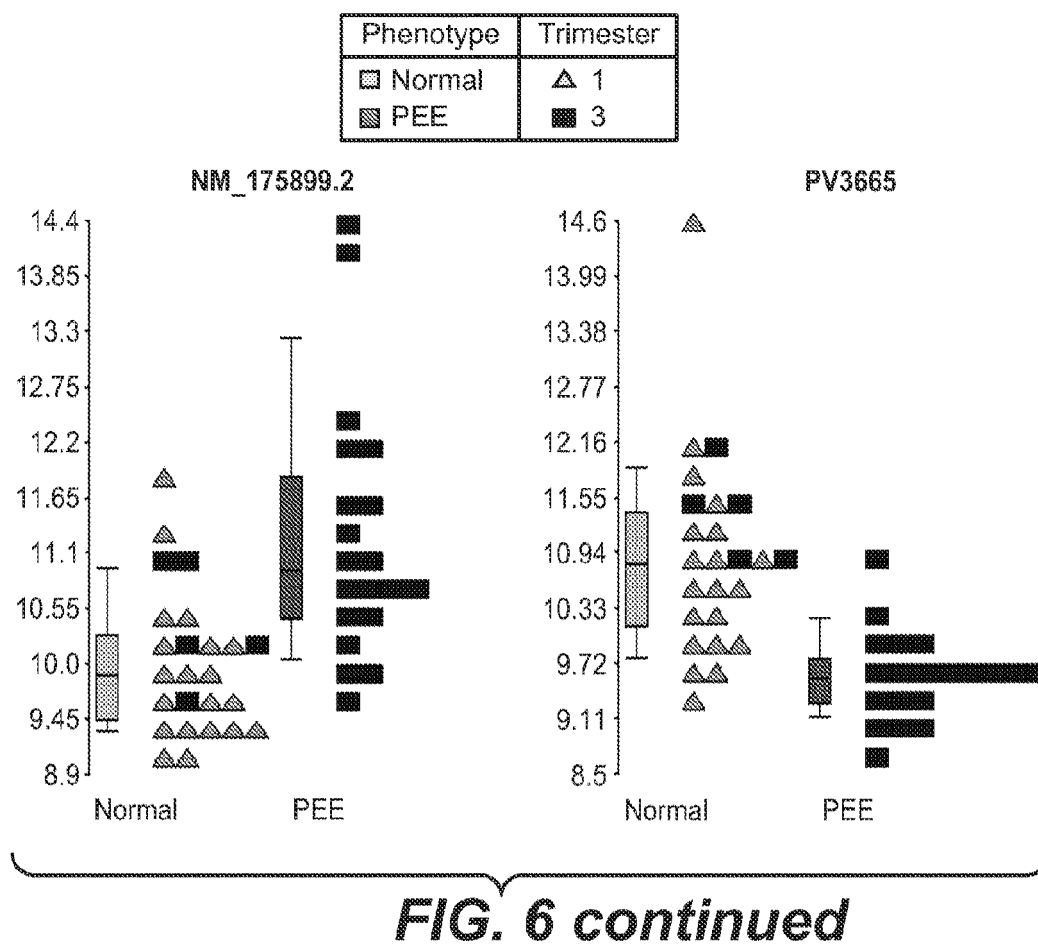 Phenotype Trimester
Normal 1
PEE 3
NM_175899.2
14.4
13.85
13.3
12.75
12.2
11.65
11.1
10.55
10.0
9.45
8.9
Normal PEE
PV3665
14.6
13.99
13.38
12.77
12.16
11.55
10.94
10.33
9.72
9.11
8.5
Normal PEE
FIG. 6 continued